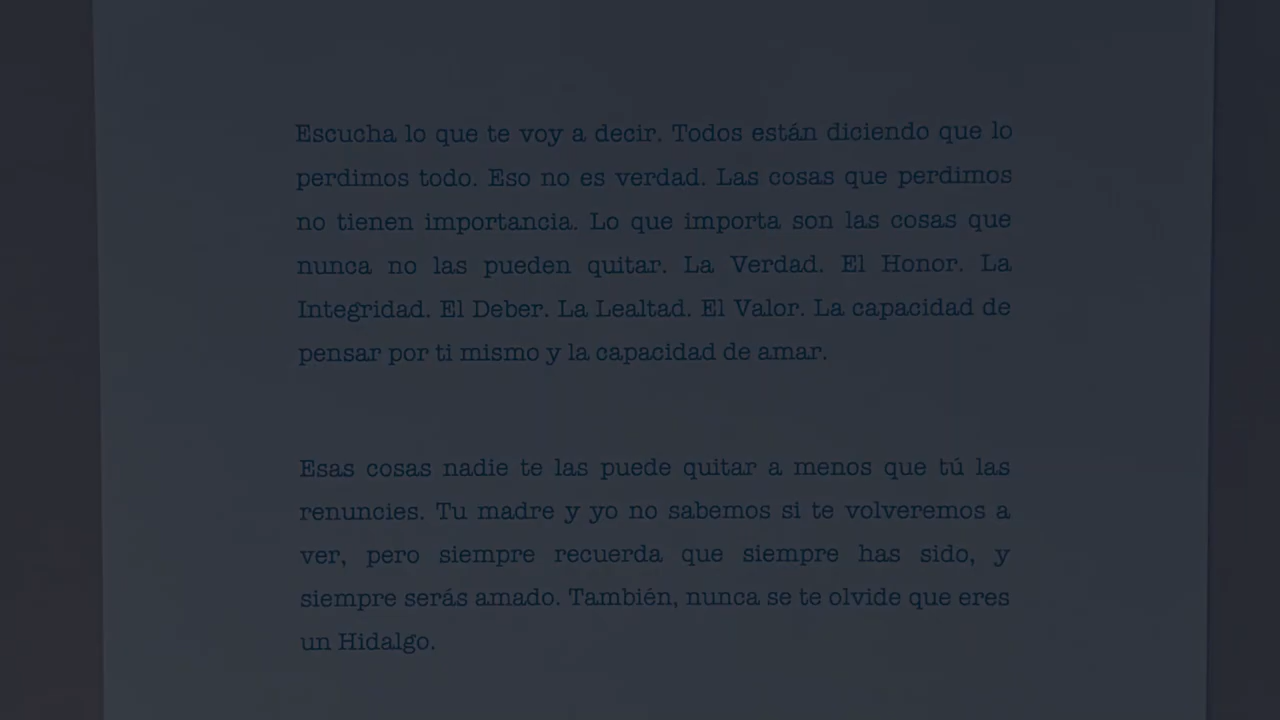 Escucha lo que te voy a decir. Todos están diciendo que lo
perdimos todo. Eso no es verdad. Las cosas que perdimos
no tienen importancia. Lo que importa son las cosas que
nunca no las pueden quitar. La Verdad. El Honor. La
Integridad. El Deber. La Lealtad. El Valor. La capacidad de
pensar por ti mismo y la capacidad de amar.
Esas cosas nadie te las puede quitar a menos que tú las
renuncies. Tu madre y yo no sabemos si te volveremos a
ver, pero siempre recuerda que siempre has sido, y
siempre serás amado. También, nunca se te olvide que eres
un Hidalgo.